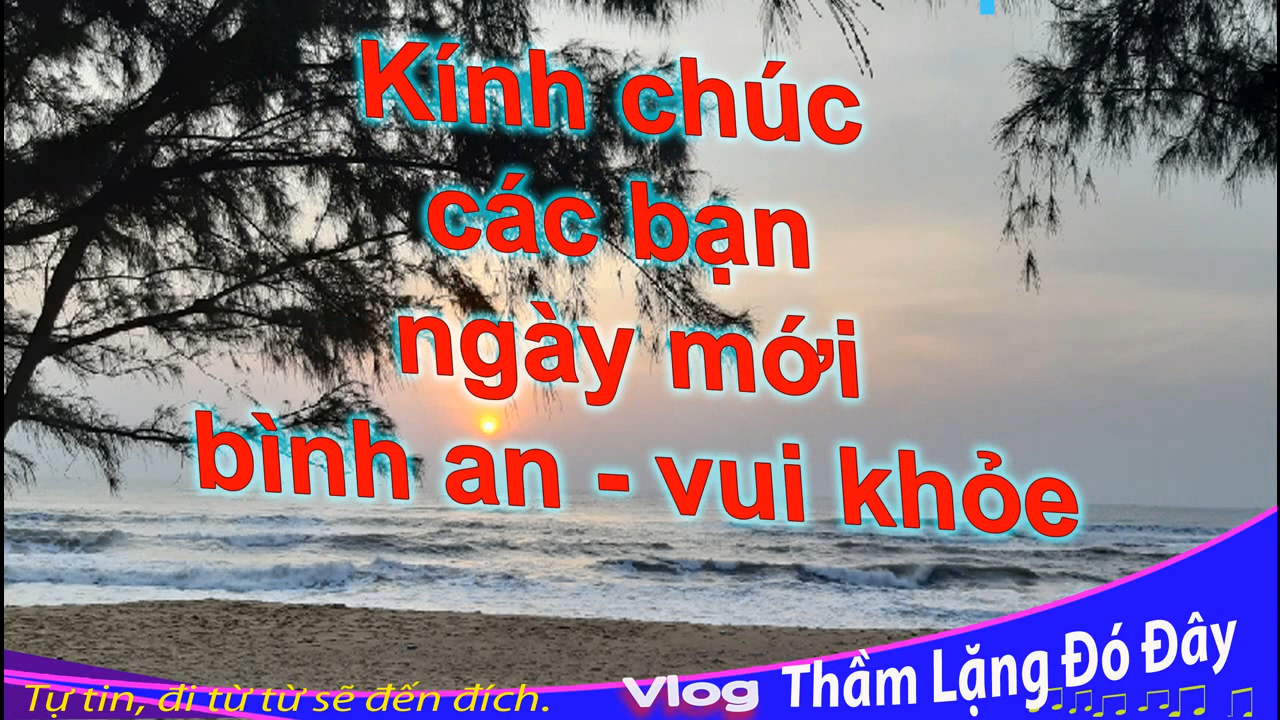 Kính chúc
các bạn
ngày mới
bình an - vui khỏe
Tự tin, đi từ từ sẽ đến đích.
Vlog Thầm Lặng Đó Đây